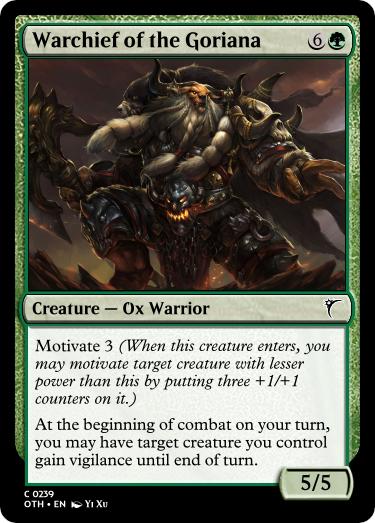 Warchief of the Goriana 6
Creature — Ox Warrior
Motivate 3 (When this creature enters, you
may motivate target creature with lesser
power than this by putting three +1/+1
counters on it.)
At the beginning of combat on your turn,
you may have target creature you control
gain vigilance until end of turn.
5/5
C 0239
OTH • EN Yi Xu